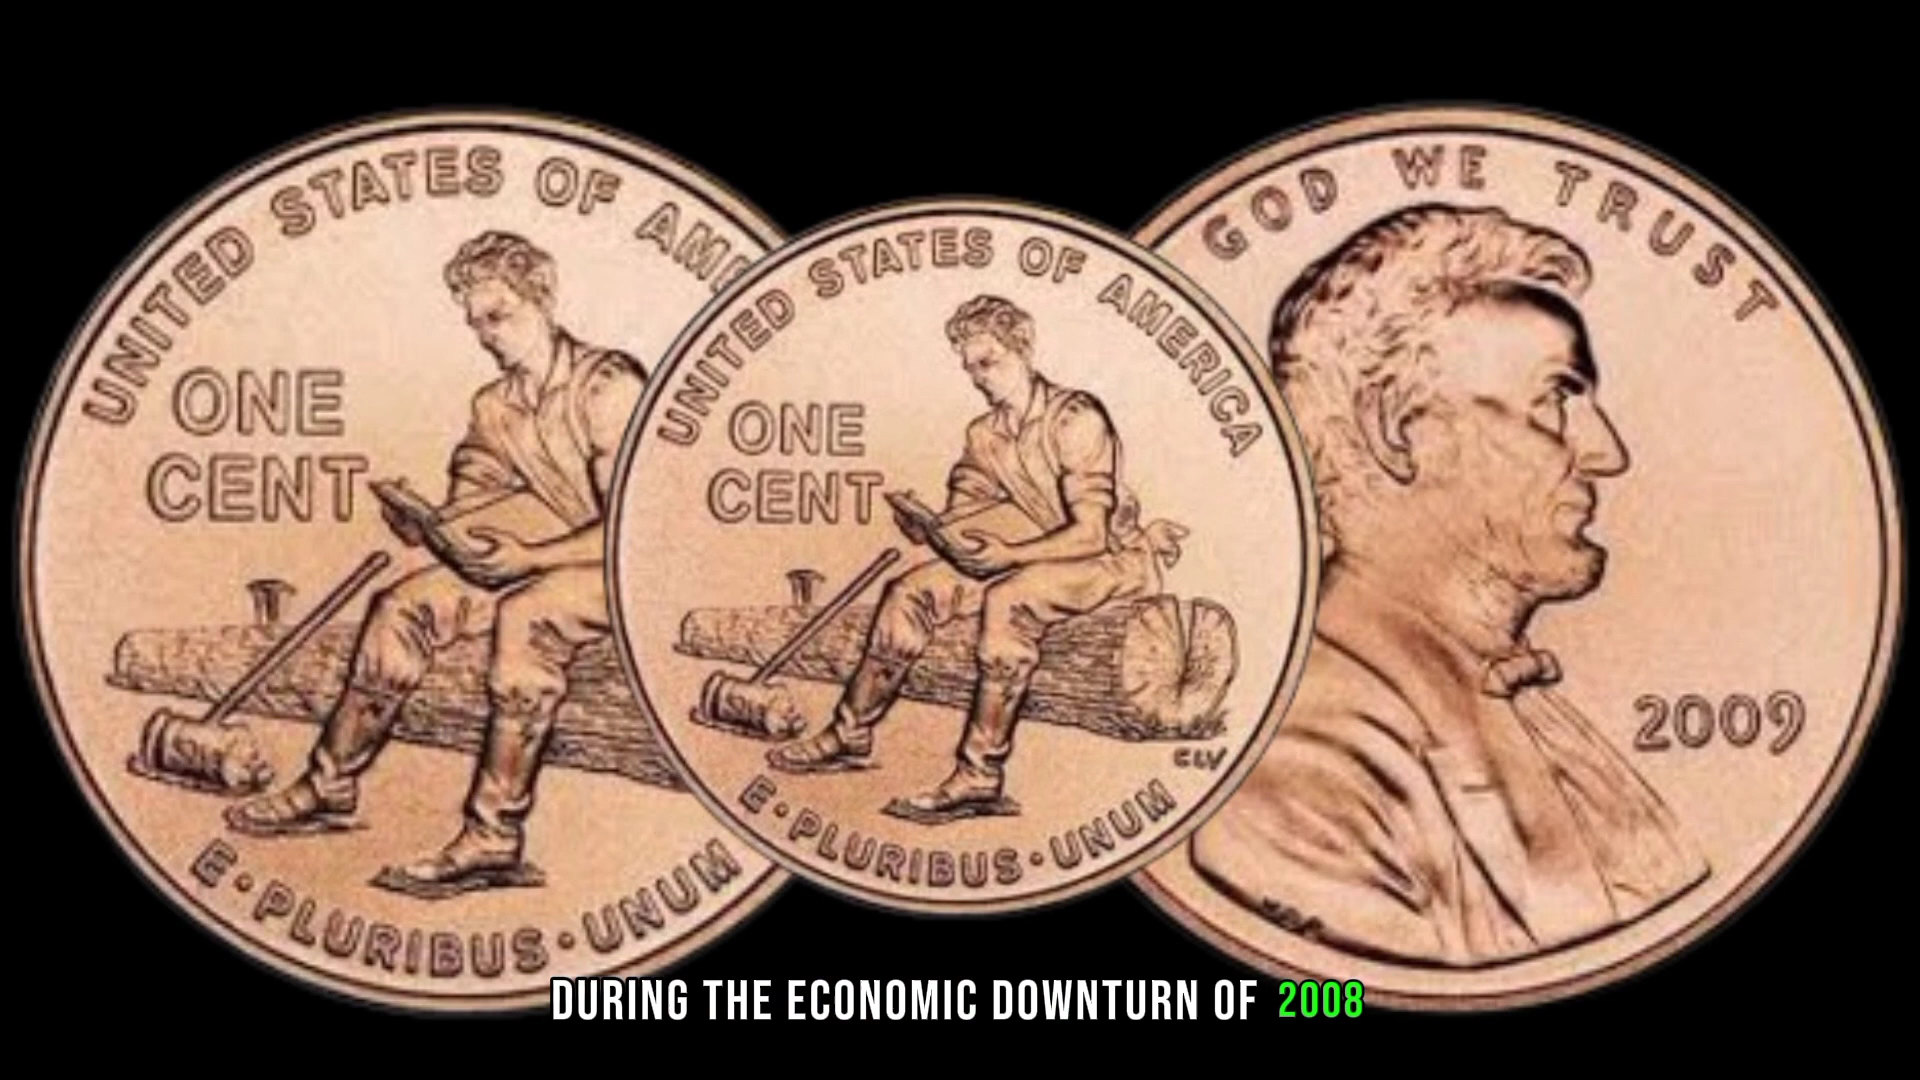 UNITED STATES OF AME
ONE
CENT
E·PLURIBUS·UNUM
UNITED STATES OF AMERICA
ONE
CENT
CLV
E·PLURIBUS·UNUM
GOD WE TRUST
2009
DURING THE ECONOMIC DOWNTURN OF 2008